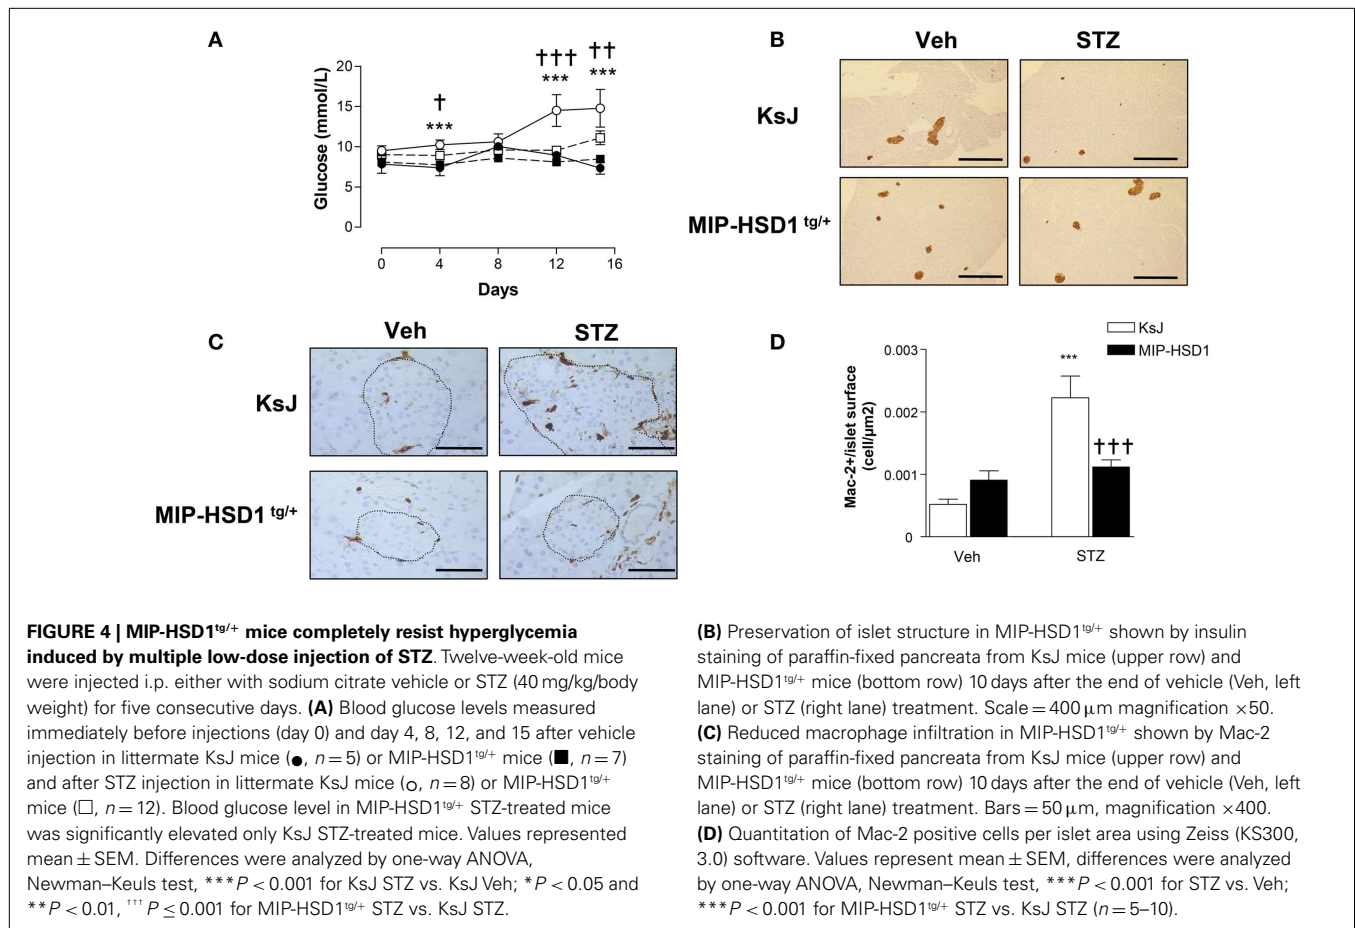 A
††† ††
*** ***
†
***
Glucose (mmol/L)
20
15
10
5
0
0 4 8 12 16
Days
B
Veh STZ
KsJ
MIP-HSD1 tg/+
C
Veh STZ
KsJ
MIP-HSD1 tg/+
D
KsJ
MIP-HSD1
Mac-2+/islet surface
(cell/µm2)
0.003
0.002
0.001
0
***
†††
Veh STZ
FIGURE 4 | MIP-HSD1tg/+ mice completely resist hyperglycemia
induced by multiple low-dose injection of STZ. Twelve-week-old mice
were injected i.p. either with sodium citrate vehicle or STZ (40 mg/kg/body
weight) for five consecutive days. (A) Blood glucose levels measured
immediately before injections (day 0) and day 4, 8, 12, and 15 after vehicle
injection in littermate KsJ mice (●, n = 5) or MIP-HSD1tg/+ mice (■, n = 7)
and after STZ injection in littermate KsJ mice (○, n = 8) or MIP-HSD1tg/+
mice (□, n = 12). Blood glucose level in MIP-HSD1tg/+ STZ-treated mice
was significantly elevated only KsJ STZ-treated mice. Values represented
mean ± SEM. Differences were analyzed by one-way ANOVA,
Newman–Keuls test, ***P < 0.001 for KsJ STZ vs. KsJ Veh; *P < 0.05 and
**P < 0.01, †††P ≤ 0.001 for MIP-HSD1tg/+ STZ vs. KsJ STZ.
(B) Preservation of islet structure in MIP-HSD1tg/+ shown by insulin
staining of paraffin-fixed pancreata from KsJ mice (upper row) and
MIP-HSD1tg/+ mice (bottom row) 10 days after the end of vehicle (Veh, left
lane) or STZ (right lane) treatment. Scale = 400 µm magnification ×50.
(C) Reduced macrophage infiltration in MIP-HSD1tg/+ shown by Mac-2
staining of paraffin-fixed pancreata from KsJ mice (upper row) and
MIP-HSD1tg/+ mice (bottom row) 10 days after the end of vehicle (Veh, left
lane) or STZ (right lane) treatment. Bars = 50 µm, magnification ×400.
(D) Quantitation of Mac-2 positive cells per islet area using Zeiss (KS300,
3.0) software. Values represent mean ± SEM, differences were analyzed
by one-way ANOVA, Newman–Keuls test, ***P < 0.001 for STZ vs. Veh;
***P < 0.001 for MIP-HSD1tg/+ STZ vs. KsJ STZ (n = 5–10).